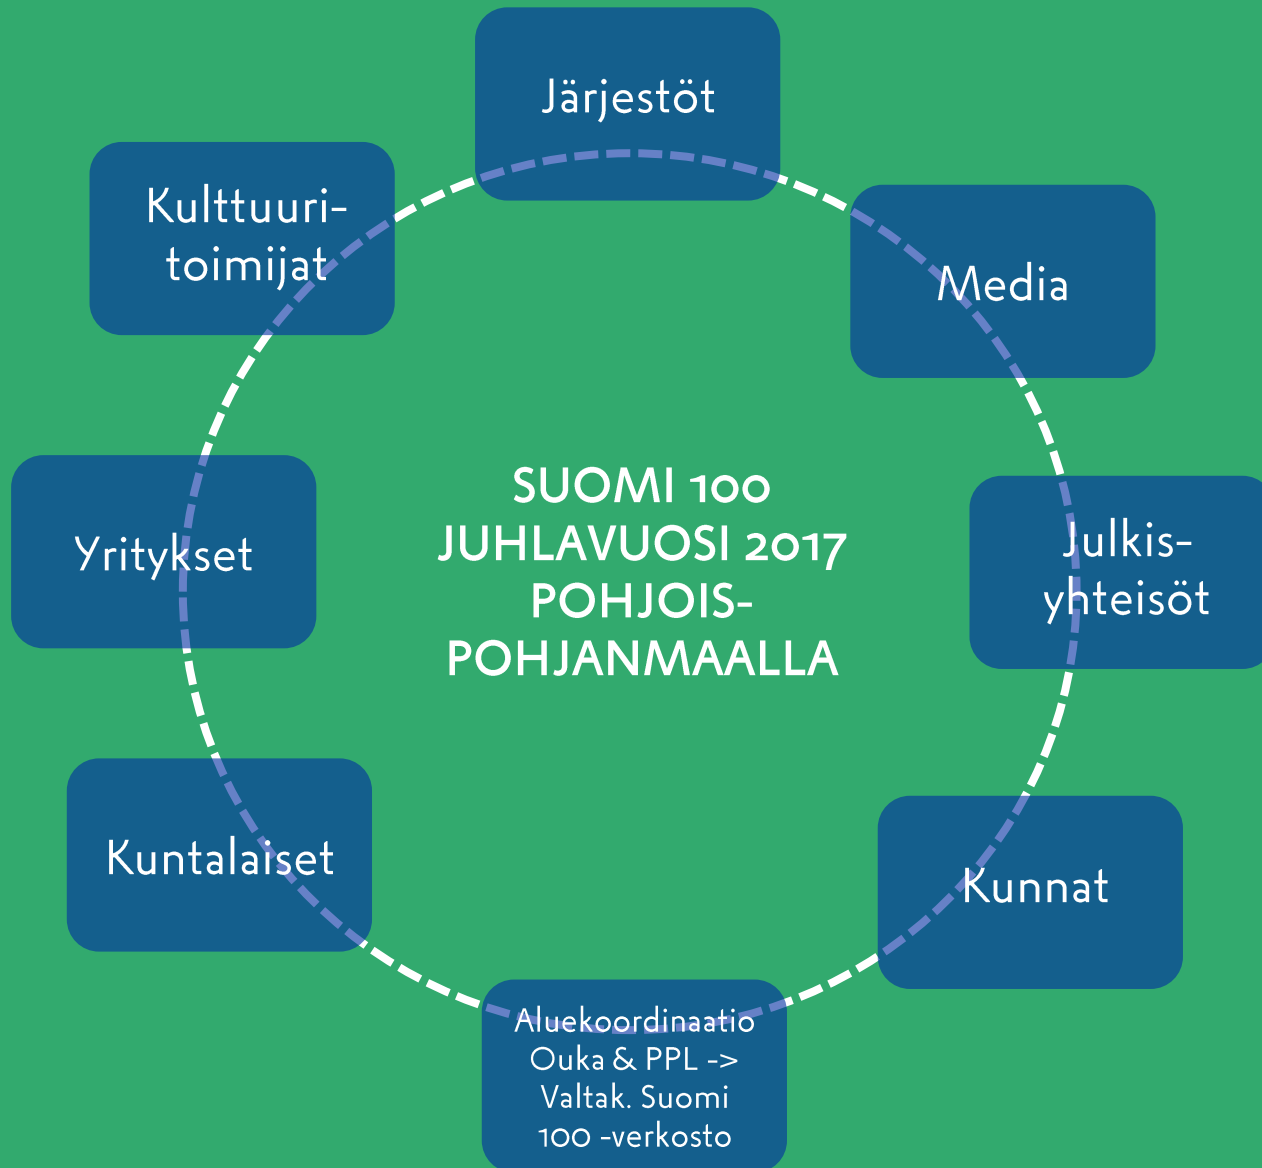 Järjestöt
Kulttuuri-
toimijat
Media
SUOMI 100
JUHLAVUOSI 2017
POHJOIS-
POHJANMAALLA
Yritykset
Julkis-
yhteisöt
Kuntalaiset
Kunnat
Aluekoordinaatio
Ouka & PPL ->
Valtak. Suomi
100 -verkosto